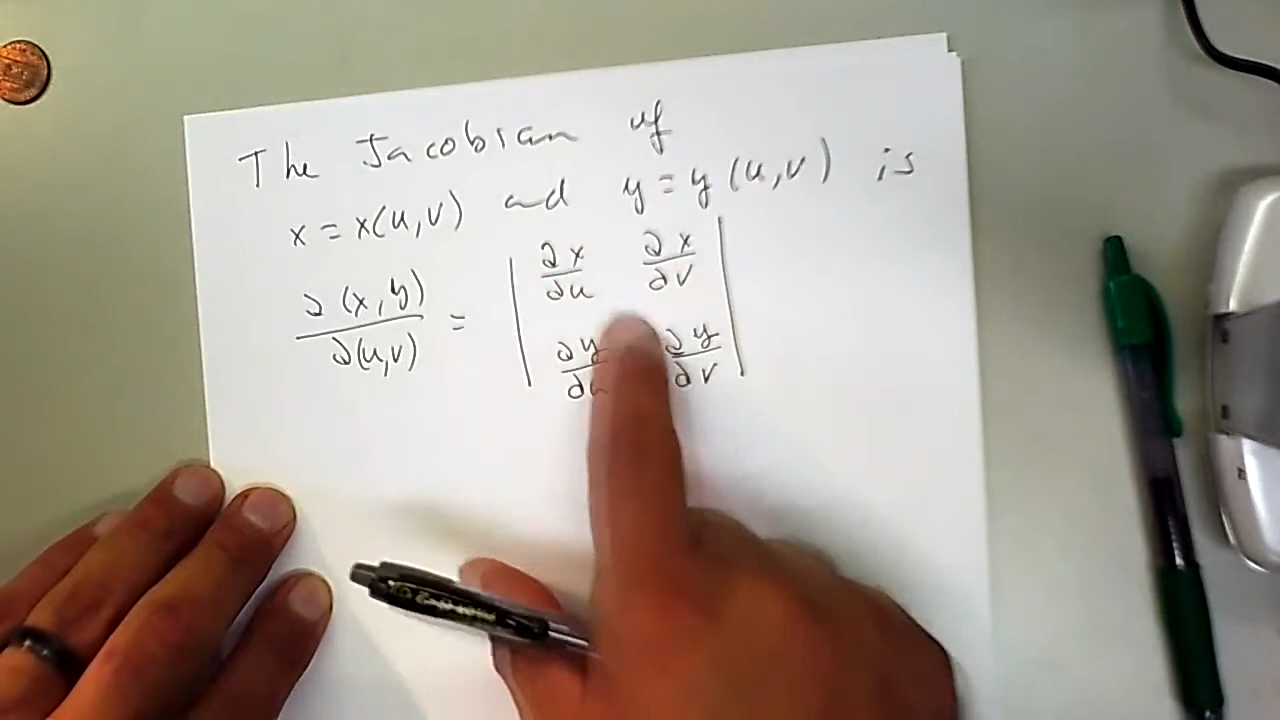 The Jacobian of
x = x(u,v) and y = y(u,v) is
∂(x,y)/∂(u,v) = | ∂x/∂u ∂x/∂v |
| ∂y/∂u ∂y/∂v |